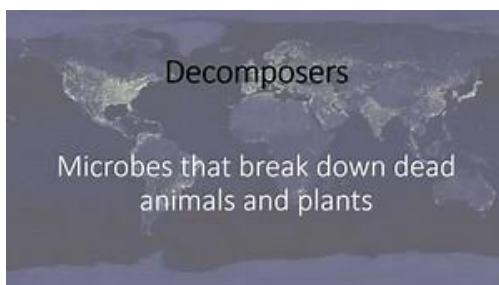 Decomposers
Microbes that break down dead
animals and plants